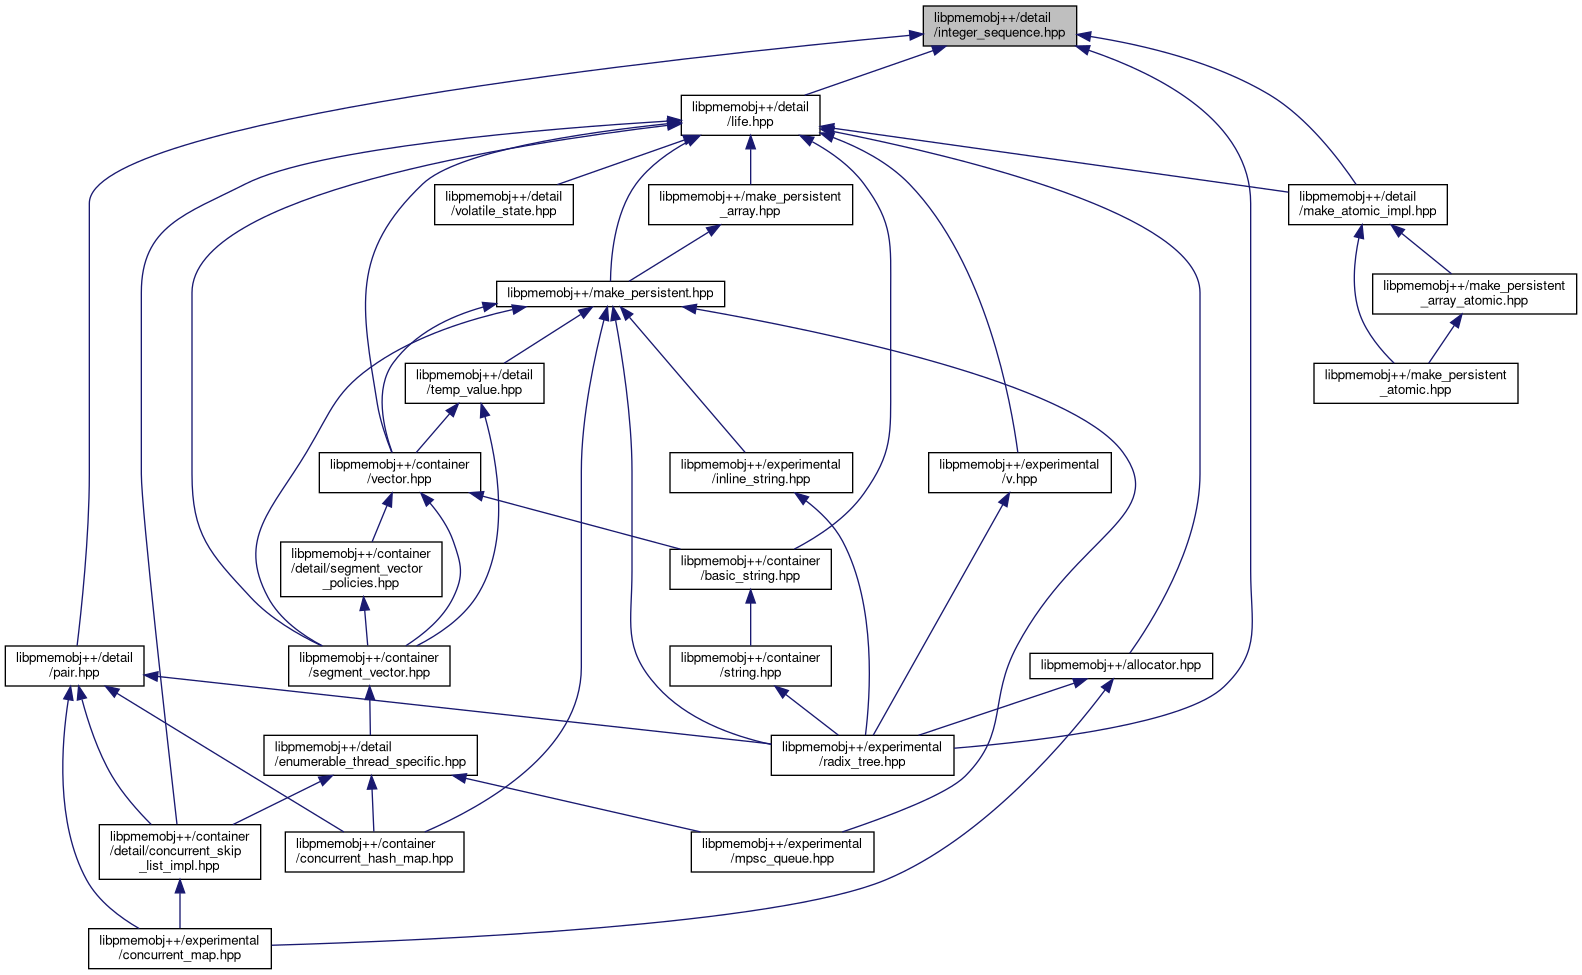 libpmemobj++/detail
/integer_sequence.hpp
libpmemobj++/detail
/life.hpp
libpmemobj++/detail
/volatile_state.hpp
libpmemobj++/make_persistent
_array.hpp
libpmemobj++/detail
/make_atomic_impl.hpp
libpmemobj++/make_persistent.hpp
libpmemobj++/make_persistent
_array_atomic.hpp
libpmemobj++/detail
/temp_value.hpp
libpmemobj++/make_persistent
_atomic.hpp
libpmemobj++/container
/vector.hpp
libpmemobj++/experimental
/inline_string.hpp
libpmemobj++/experimental
/v.hpp
libpmemobj++/container
/detail/segment_vector
_policies.hpp
libpmemobj++/container
/basic_string.hpp
libpmemobj++/detail
/pair.hpp
libpmemobj++/container
/segment_vector.hpp
libpmemobj++/container
/string.hpp
libpmemobj++/allocator.hpp
libpmemobj++/detail
/enumerable_thread_specific.hpp
libpmemobj++/experimental
/radix_tree.hpp
libpmemobj++/container
/detail/concurrent_skip
_list_impl.hpp
libpmemobj++/container
/concurrent_hash_map.hpp
libpmemobj++/experimental
/mpsc_queue.hpp
libpmemobj++/experimental
/concurrent_map.hpp